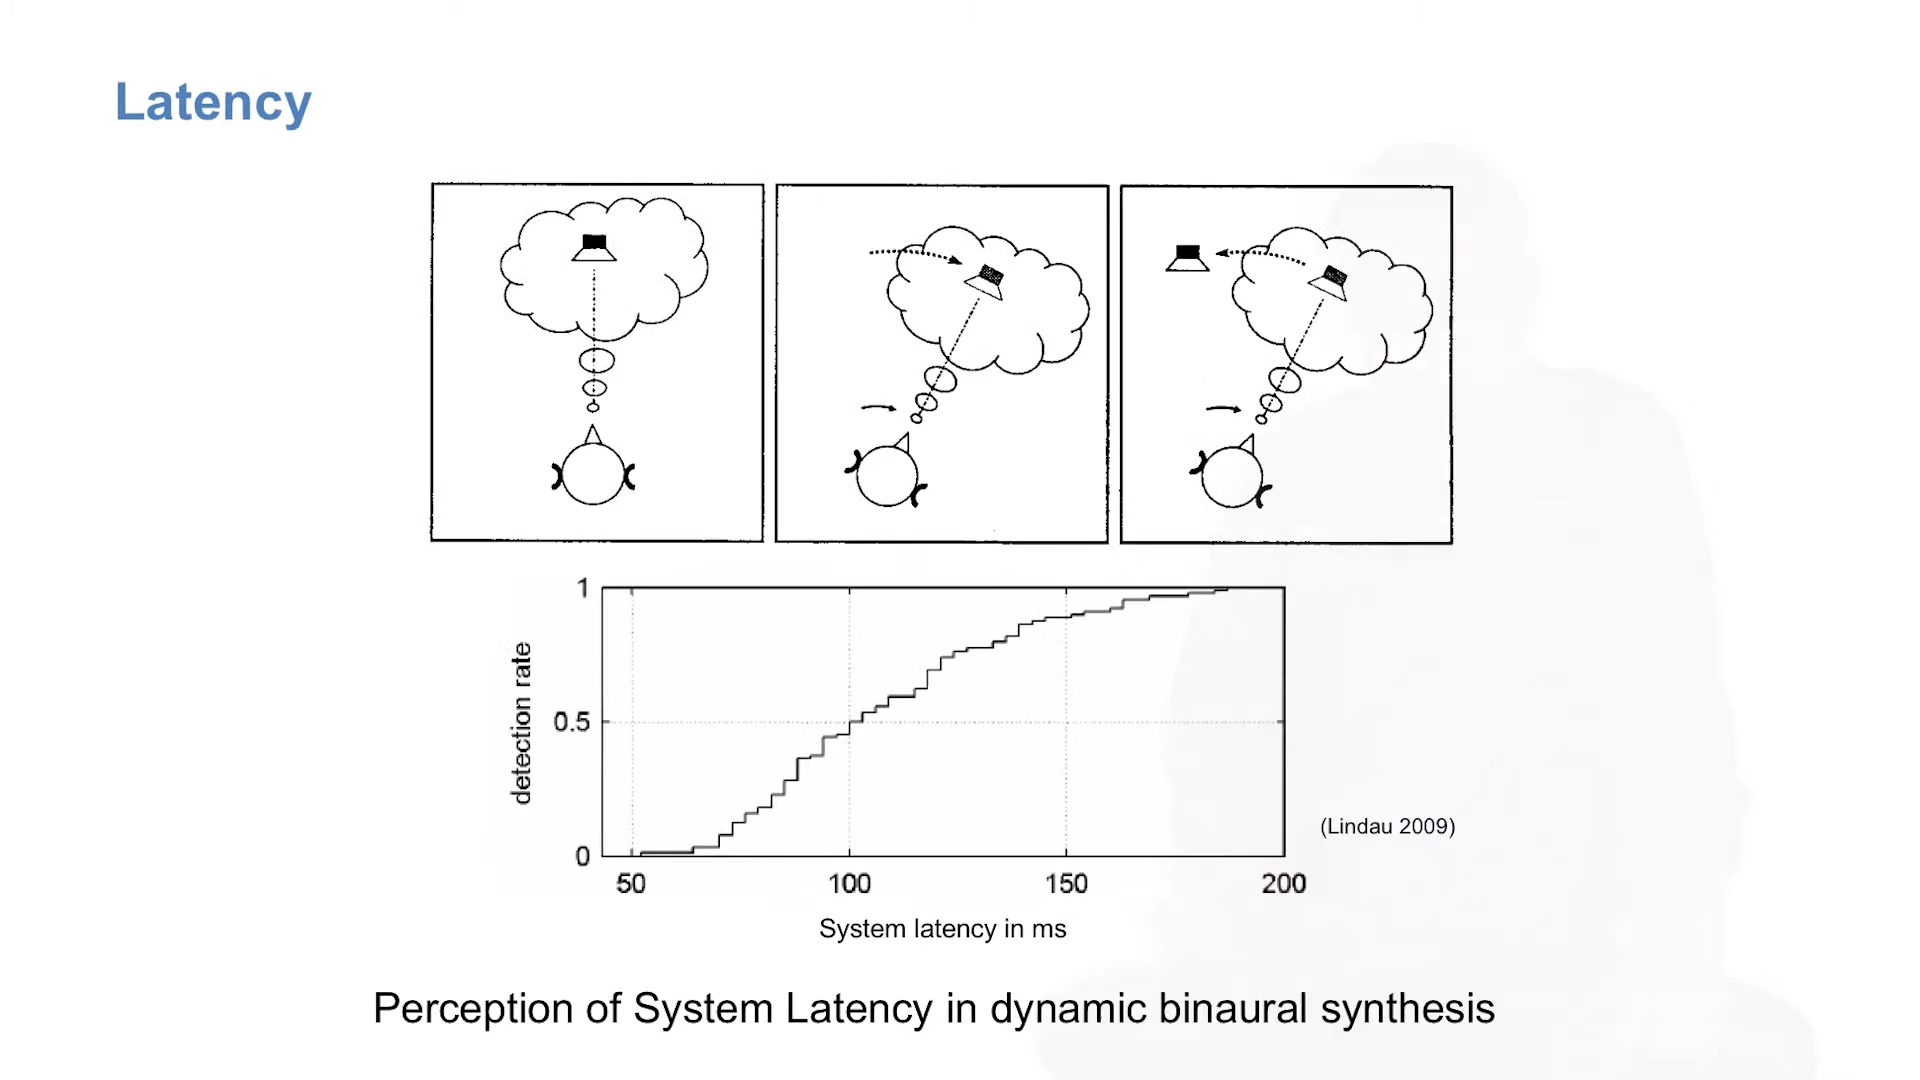 Latency
1
0.5
0
detection rate
50 100 150 200
System latency in ms
(Lindau 2009)
Perception of System Latency in dynamic binaural synthesis